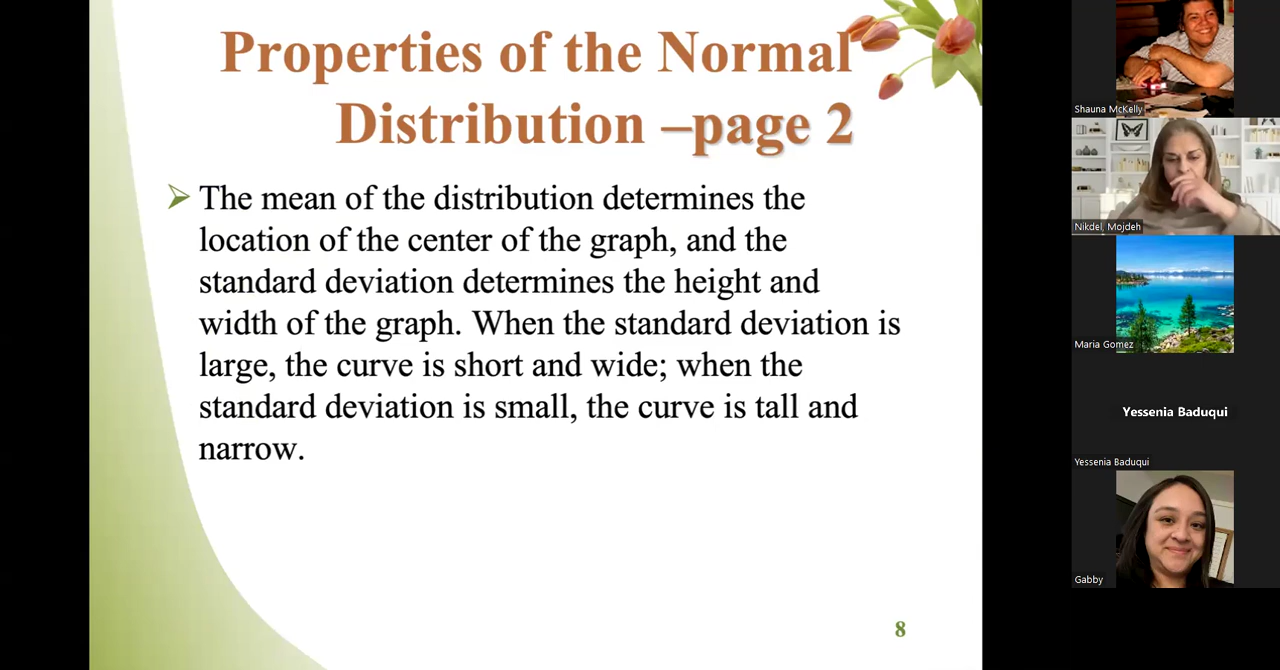 Properties of the Normal
Distribution –page 2
The mean of the distribution determines the
location of the center of the graph, and the
standard deviation determines the height and
width of the graph. When the standard deviation is
large, the curve is short and wide; when the
standard deviation is small, the curve is tall and
narrow.
8
Shauna McKelly
Nikdel, Mojdeh
Maria Gomez
Yessenia Baduqui
Yessenia Baduqui
Gabby